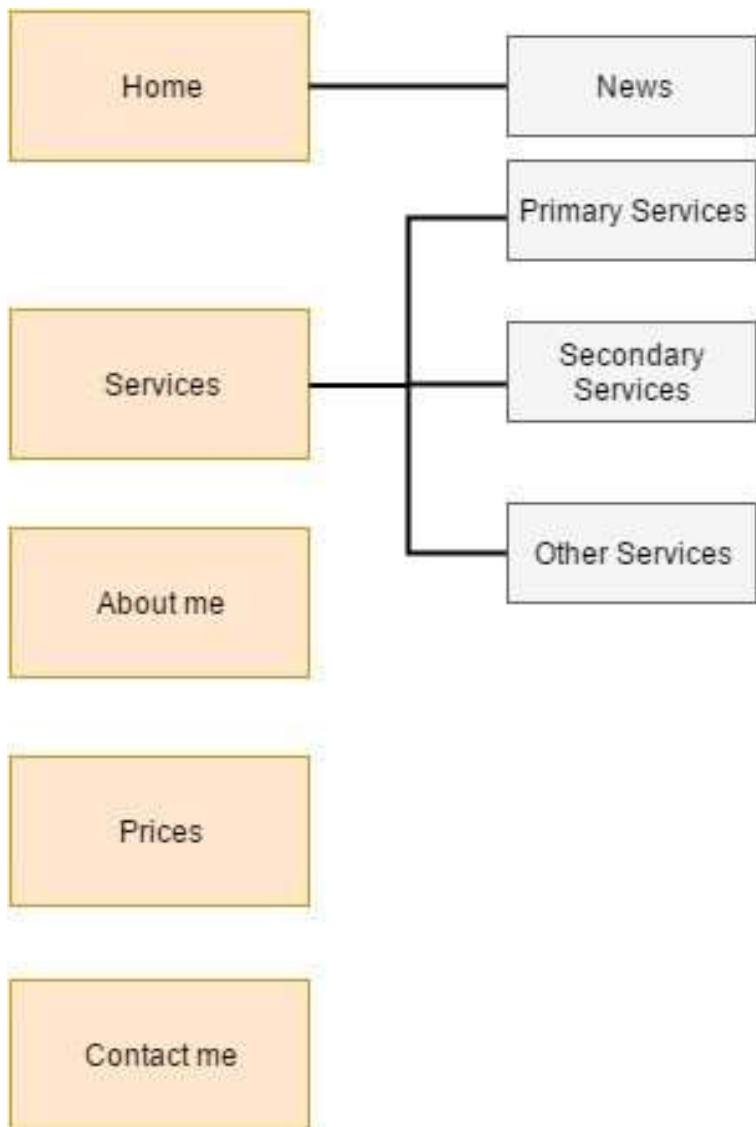 Home
News
Primary Services
Services
Secondary
Services
Other Services
About me
Prices
Contact me